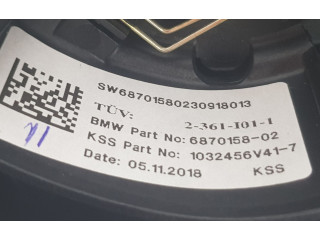 SW68701580230918013
TÜV: 2-361-I01-1
BMW Part No: 6870158-02
KSS Part No: 1032456V41-7
Date: 05.11.2018 KSS